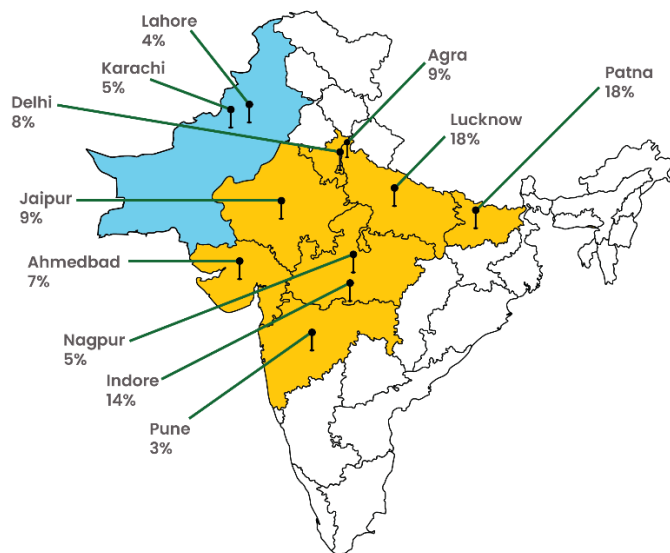 Lahore
4%
Karachi
5%
Delhi
8%
Agra
9%
Patna
18%
Lucknow
18%
Jaipur
9%
Ahmedbad
7%
Nagpur
5%
Indore
14%
Pune
3%